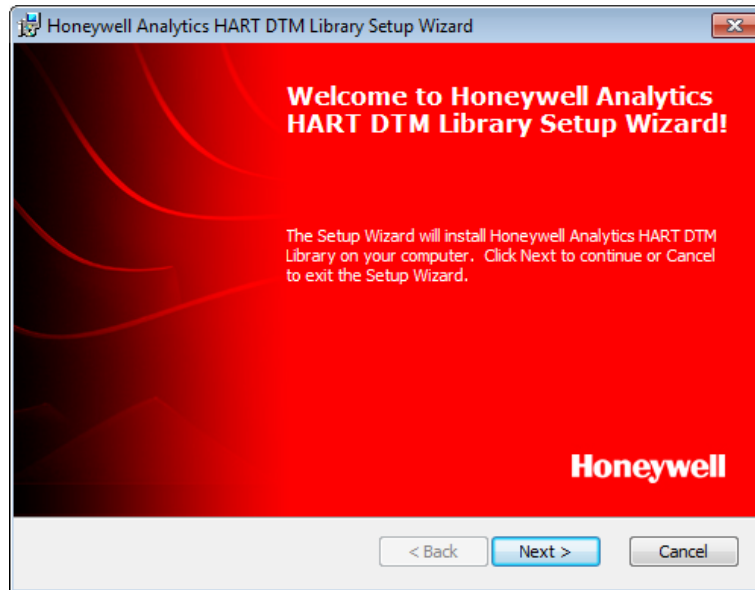 Honeywell Analytics HART DTM Library Setup Wizard
Welcome to Honeywell Analytics
HART DTM Library Setup Wizard!
The Setup Wizard will install Honeywell Analytics HART DTM
Library on your computer.  Click Next to continue or Cancel
to exit the Setup Wizard.
Honeywell
< Back Next > Cancel